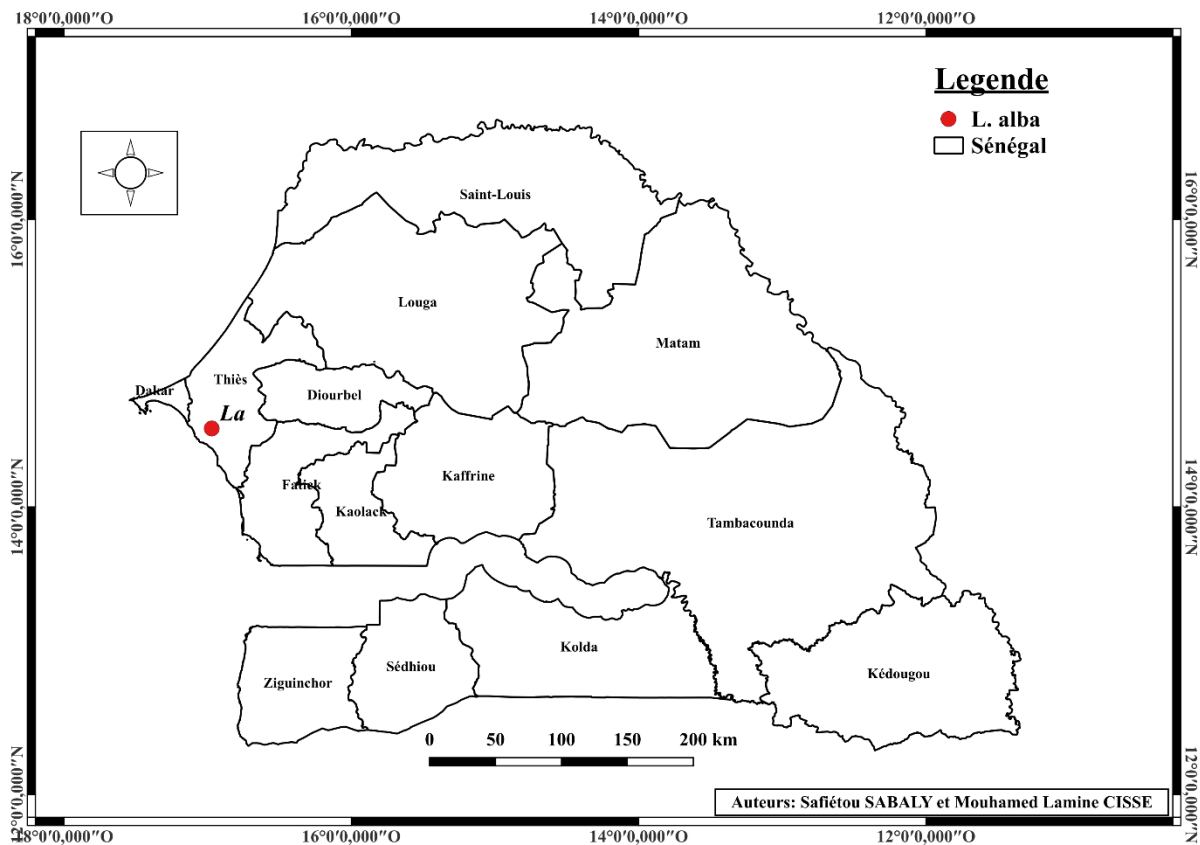 18°0'0,000"O 16°0'0,000"O 14°0'0,000"O 12°0'0,000"O
Legende
L. alba
Sénégal
16°0'0,000"N
16°0'0,000"N
Saint-Louis
Louga
Matam
Dakar
Thiès
Diourbel
La
Kaffrine
Fatick
Kaolack
Tambacounda
14°0'0,000"N
14°0'0,000"N
Kolda
Sédhiou
Kédougou
Ziguinchor
0 50 100 150 200 km
12°0'0,000"N
12°0'0,000"N
Auteurs: Safiétou SABALY et Mouhamed Lamine CISSE
18°0'0,000"O 16°0'0,000"O 14°0'0,000"O 12°0'0,000"O